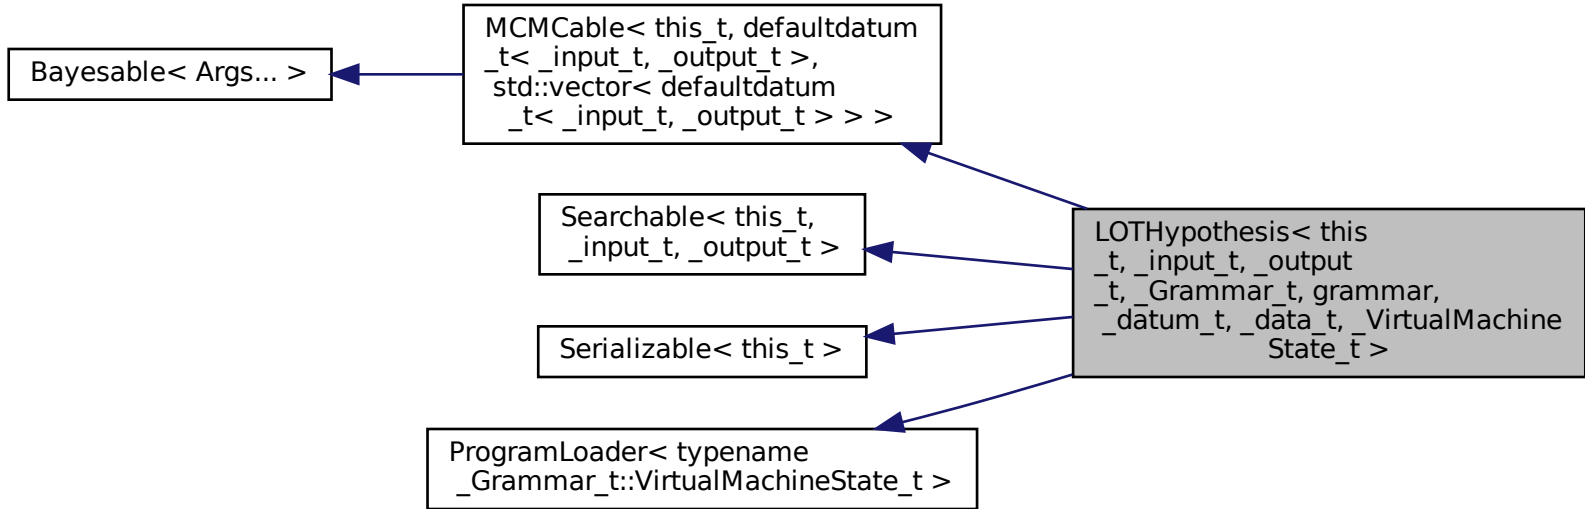 Bayesable< Args... >
MCMCable< this_t, defaultdatum
_t< _input_t, _output_t >,
std::vector< defaultdatum
_t< _input_t, _output_t > > >
Searchable< this_t,
_input_t, _output_t >
Serializable< this_t >
ProgramLoader< typename
_Grammar_t::VirtualMachineState_t >
LOTHypothesis< this
_t, _input_t, _output
_t, _Grammar_t, grammar,
_datum_t, _data_t, _VirtualMachine
State_t >